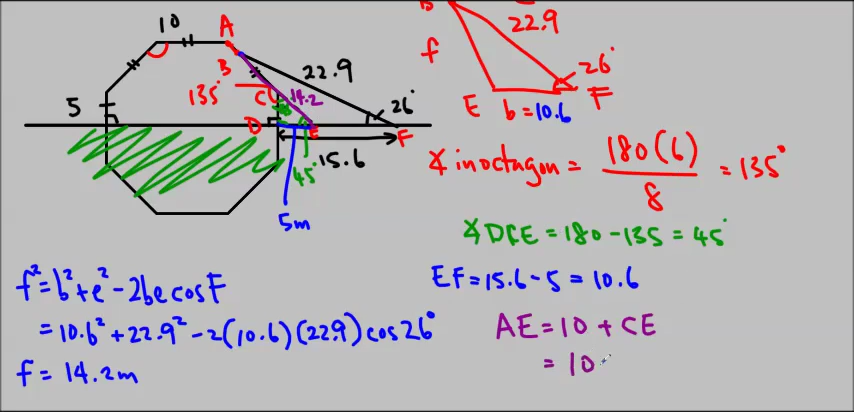 10
A
B
22.9
135°
C
14.2
26°
5
D
E
F
45°
15.6
5m
22.9
f
26°
E b=10.6 F
∡ in octagon = 180(6)/8 = 135°
∡DCE = 180-135 = 45°
EF = 15.6-5 = 10.6
AE = 10 + CE
= 10
f² = b² + e² - 2be cos F
= 10.6² + 22.9² - 2(10.6)(22.9) cos 26°
f = 14.2m